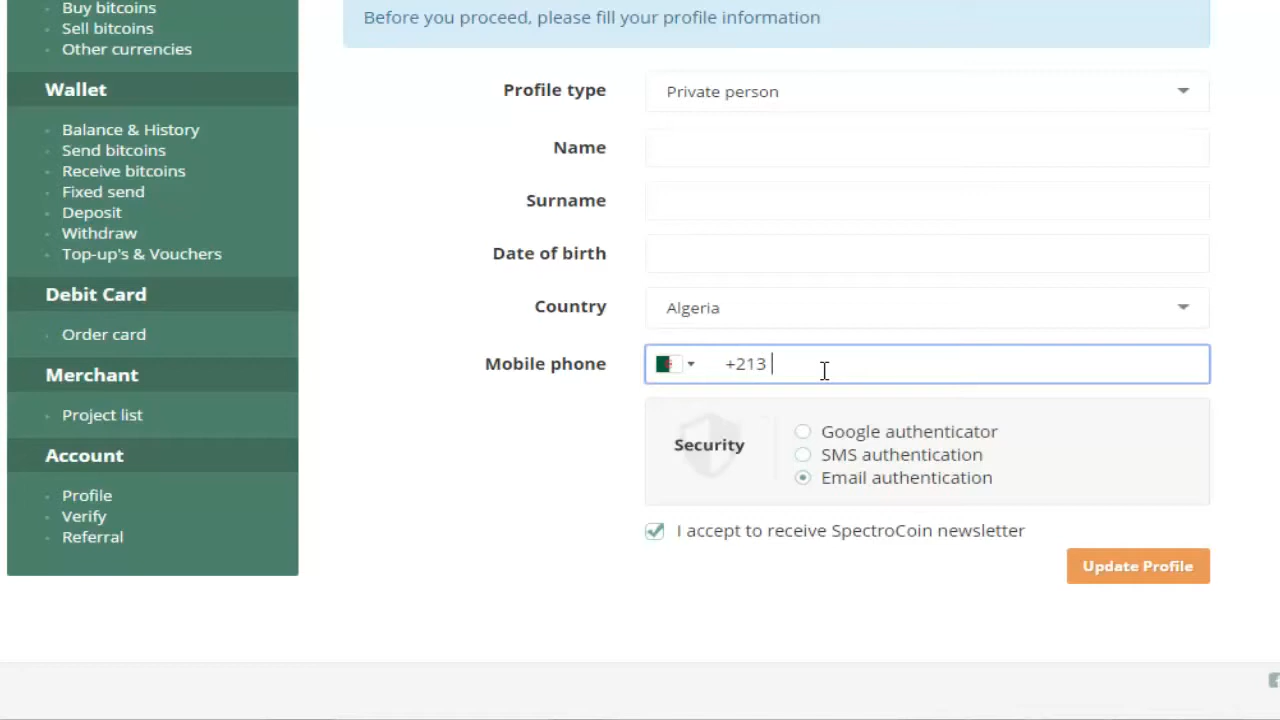 Buy bitcoins
Sell bitcoins
Other currencies
Wallet
Balance & History
Send bitcoins
Receive bitcoins
Fixed send
Deposit
Withdraw
Top-up's & Vouchers
Debit Card
Order card
Merchant
Project list
Account
Profile
Verify
Referral
Before you proceed, please fill your profile information
Profile type Private person
Name
Surname
Date of birth
Country Algeria
Mobile phone +213
Security
Google authenticator
SMS authentication
Email authentication
I accept to receive SpectroCoin newsletter
Update Profile